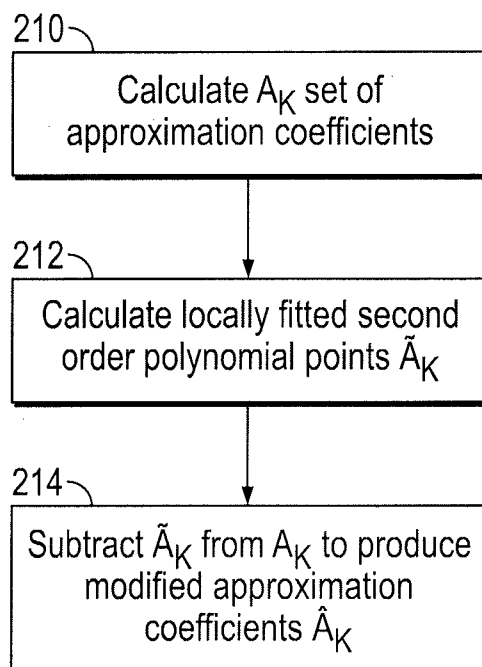 210
Calculate A_K set of
approximation coefficients
212
Calculate locally fitted second
order polynomial points Ã_K
214
Subtract Ã_K from A_K to produce
modified approximation
coefficients Â_K